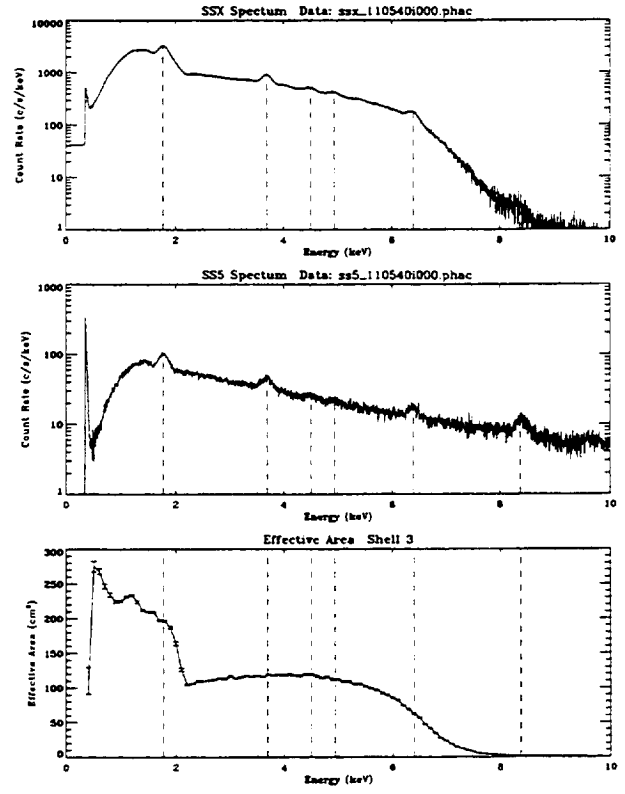 SSX Spectrum Data: ssx_110540i000.phac
10000
1000
100
10
1
Count Rate (c/s/keV)
0 2 4 6 8 10
Energy (keV)
SS5 Spectrum Data: ss5_110540i000.phac
1000
100
10
1
Count Rate (c/s/keV)
0 2 4 6 8 10
Energy (keV)
Effective Area Shell 3
300
250
200
150
100
50
0
Effective Area (cm²)
0 2 4 6 8 10
Energy (keV)